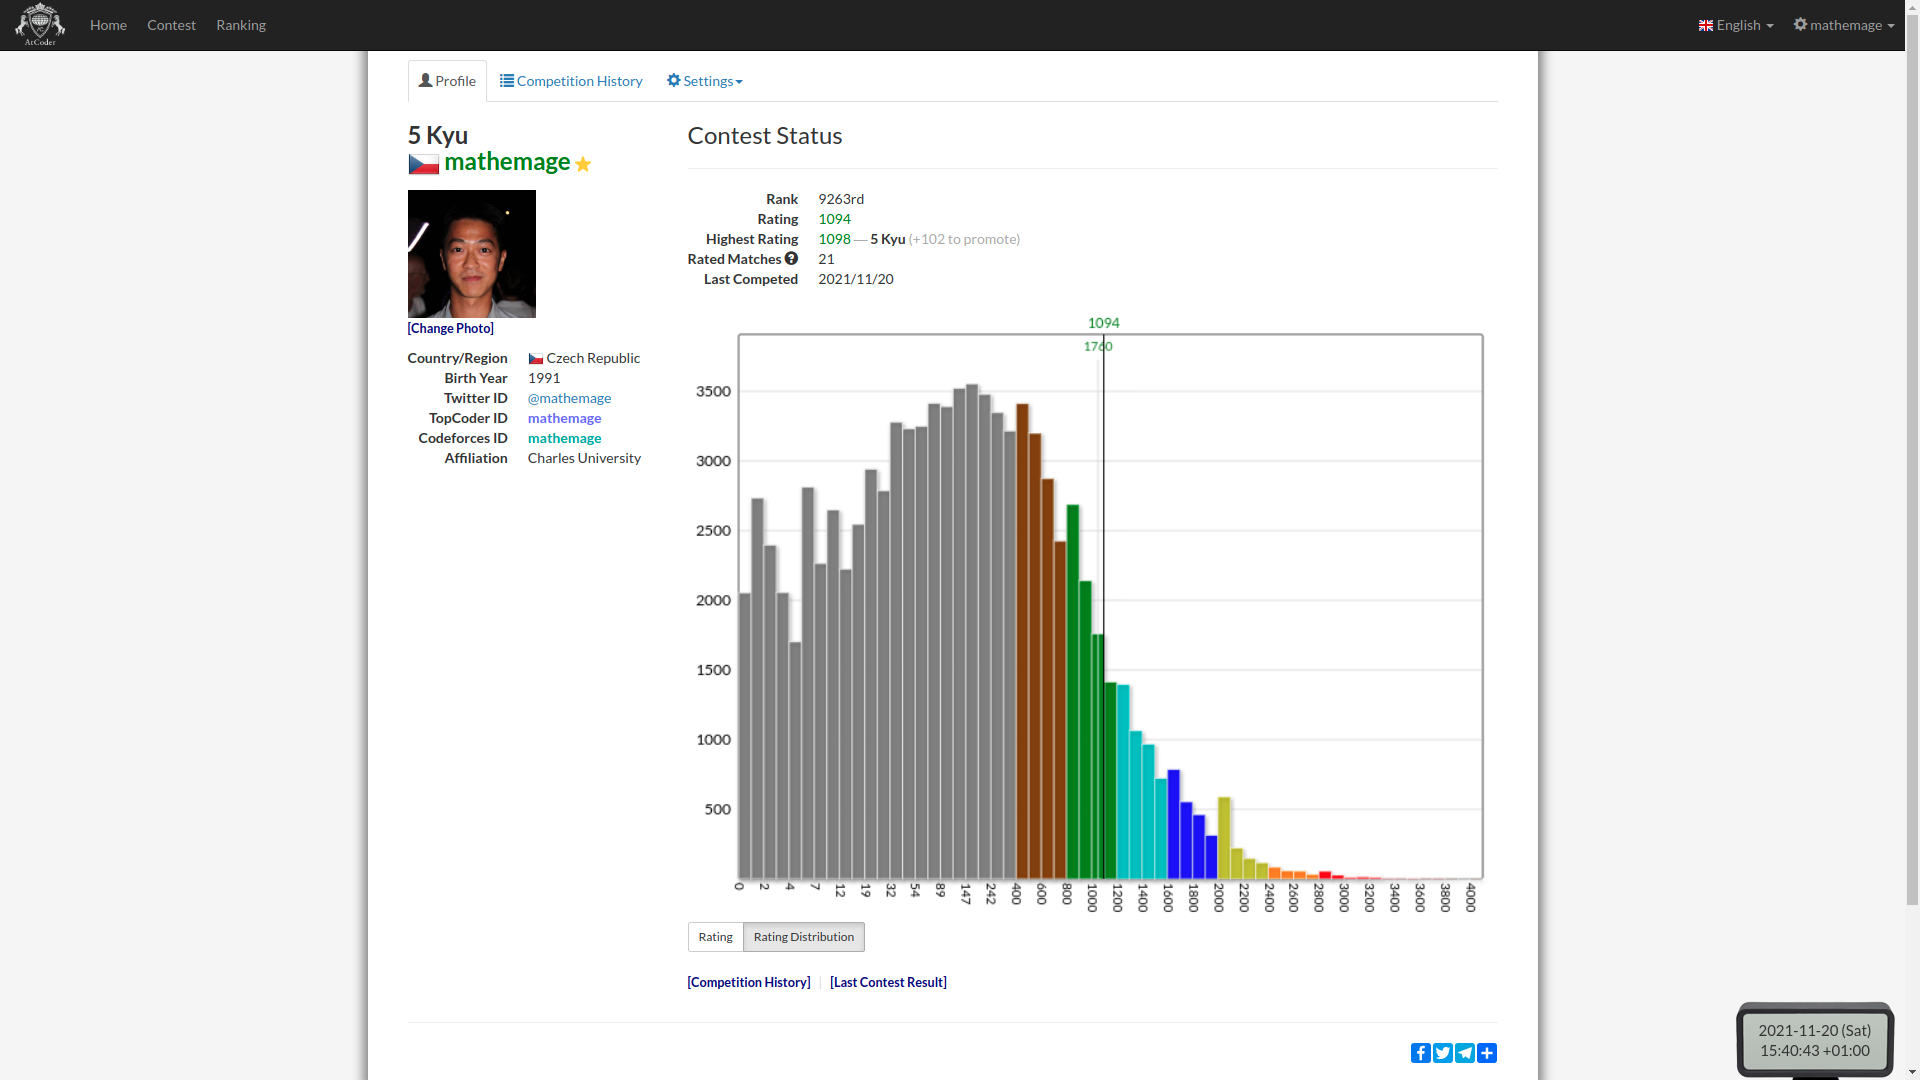 AtCoder
Home Contest Ranking English mathemage
Profile Competition History Settings
5 Kyu
mathemage
[Change Photo]
Country/Region Czech Republic
Birth Year 1991
Twitter ID @mathemage
TopCoder ID mathemage
Codeforces ID mathemage
Affiliation Charles University
Contest Status
Rank 9263rd
Rating 1094
Highest Rating 1098 — 5 Kyu (+102 to promote)
Rated Matches 21
Last Competed 2021/11/20
1094
1760
3500
3000
2500
2000
1500
1000
500
0 2 4 7 12 19 32 54 89 147 242 400 600 800 1000 1200 1400 1600 1800 2000 2200 2400 2600 2800 3000 3200 3400 3600 3800 4000
Rating Rating Distribution
[Competition History] [Last Contest Result]
2021-11-20 (Sat)
15:40:43 +01:00